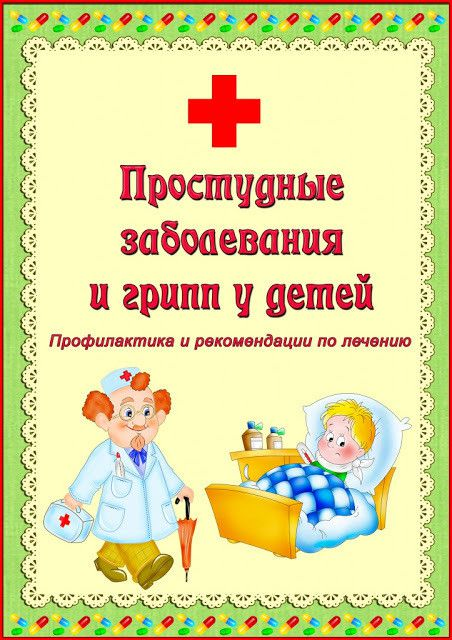 Простудные
заболевания
и грипп у детей
Профилактика и рекомендации по лечению